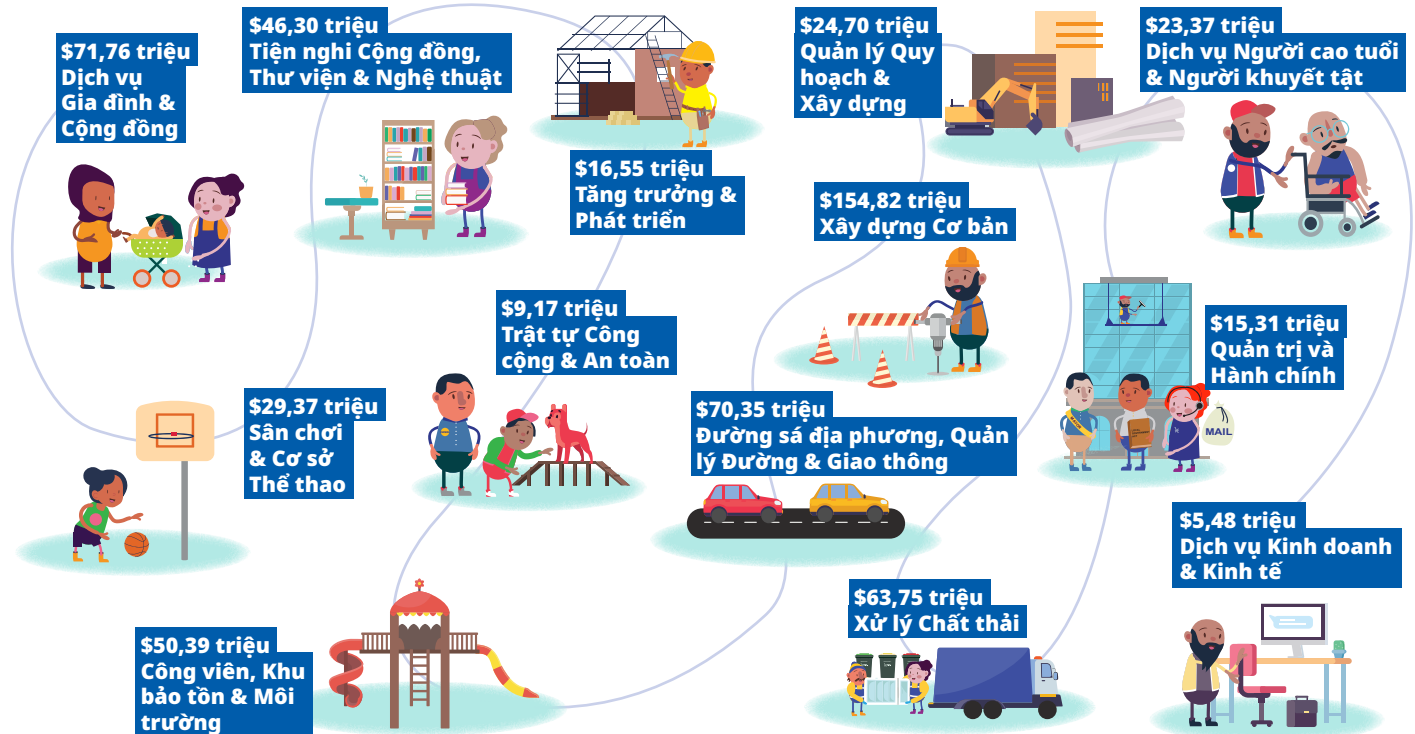 $71,76 triệu
Dịch vụ
Gia đình &
Cộng đồng
$46,30 triệu
Tiện nghi Cộng đồng,
Thư viện & Nghệ thuật
$16,55 triệu
Tăng trưởng &
Phát triển
$24,70 triệu
Quản lý Quy
hoạch &
Xây dựng
$23,37 triệu
Dịch vụ Người cao tuổi
& Người khuyết tật
$154,82 triệu
Xây dựng Cơ bản
$9,17 triệu
Trật tự Công
cộng & An toàn
$15,31 triệu
Quản trị và
Hành chính
MAIL
$29,37 triệu
Sân chơi
& Cơ sở
Thể thao
$70,35 triệu
Đường sá địa phương, Quản
lý Đường & Giao thông
$5,48 triệu
Dịch vụ Kinh doanh
& Kinh tế
$63,75 triệu
Xử lý Chất thải
$50,39 triệu
Công viên, Khu
bảo tồn & Môi
trường